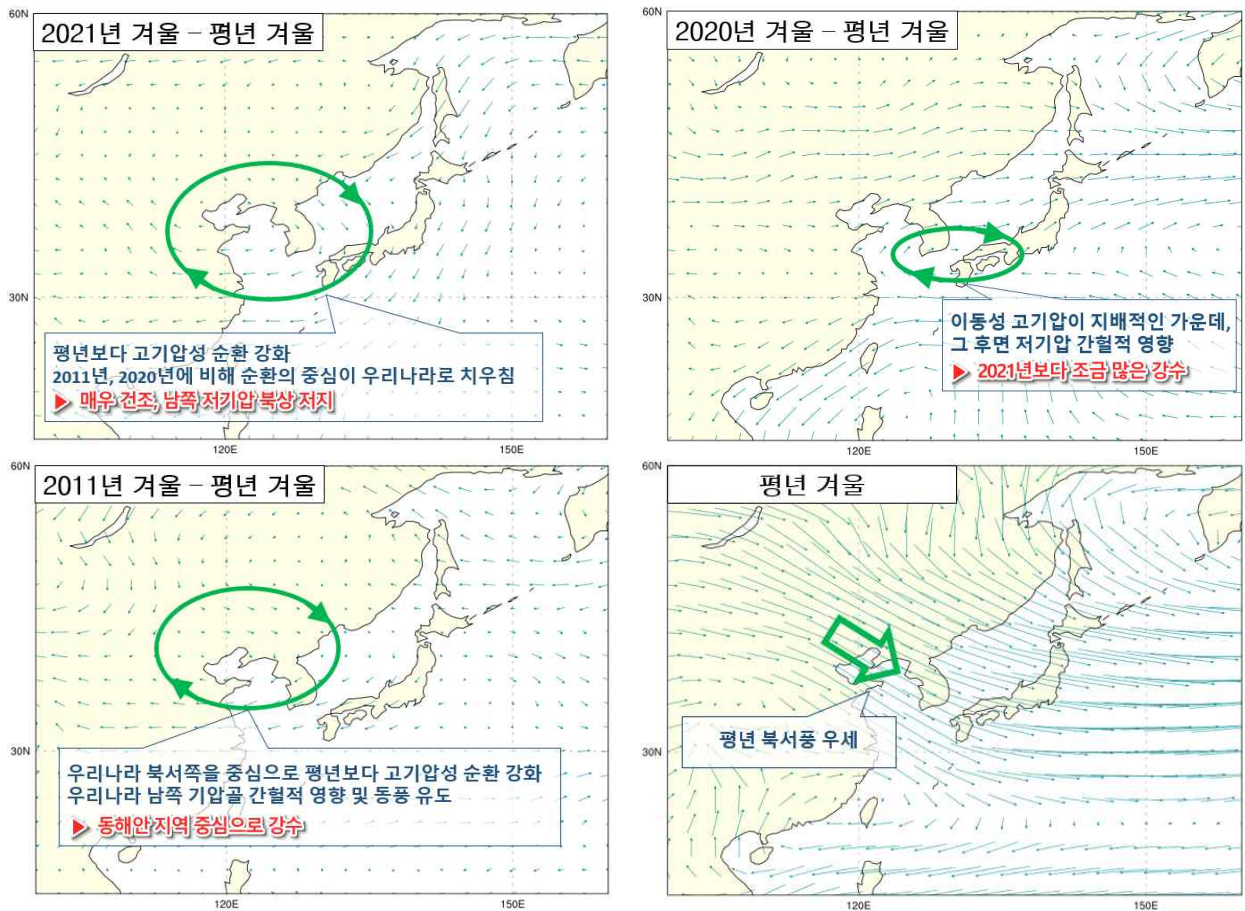 2021년 겨울 – 평년 겨울
60N
30N
평년보다 고기압성 순환 강화
2011년, 2020년에 비해 순환의 중심이 우리나라로 치우침
▶ 매우 건조, 남쪽 저기압 북상 저지
120E
150E
2020년 겨울 – 평년 겨울
60N
30N
이동성 고기압이 지배적인 가운데,
그 후면 저기압 간헐적 영향
▶ 2021년보다 조금 많은 강수
120E
150E
2011년 겨울 – 평년 겨울
60N
30N
우리나라 북서쪽을 중심으로 평년보다 고기압성 순환 강화
우리나라 남쪽 기압골 간헐적 영향 및 동풍 유도
▶ 동해안 지역 중심으로 강수
120E
150E
평년 겨울
60N
30N
평년 북서풍 우세
120E
150E